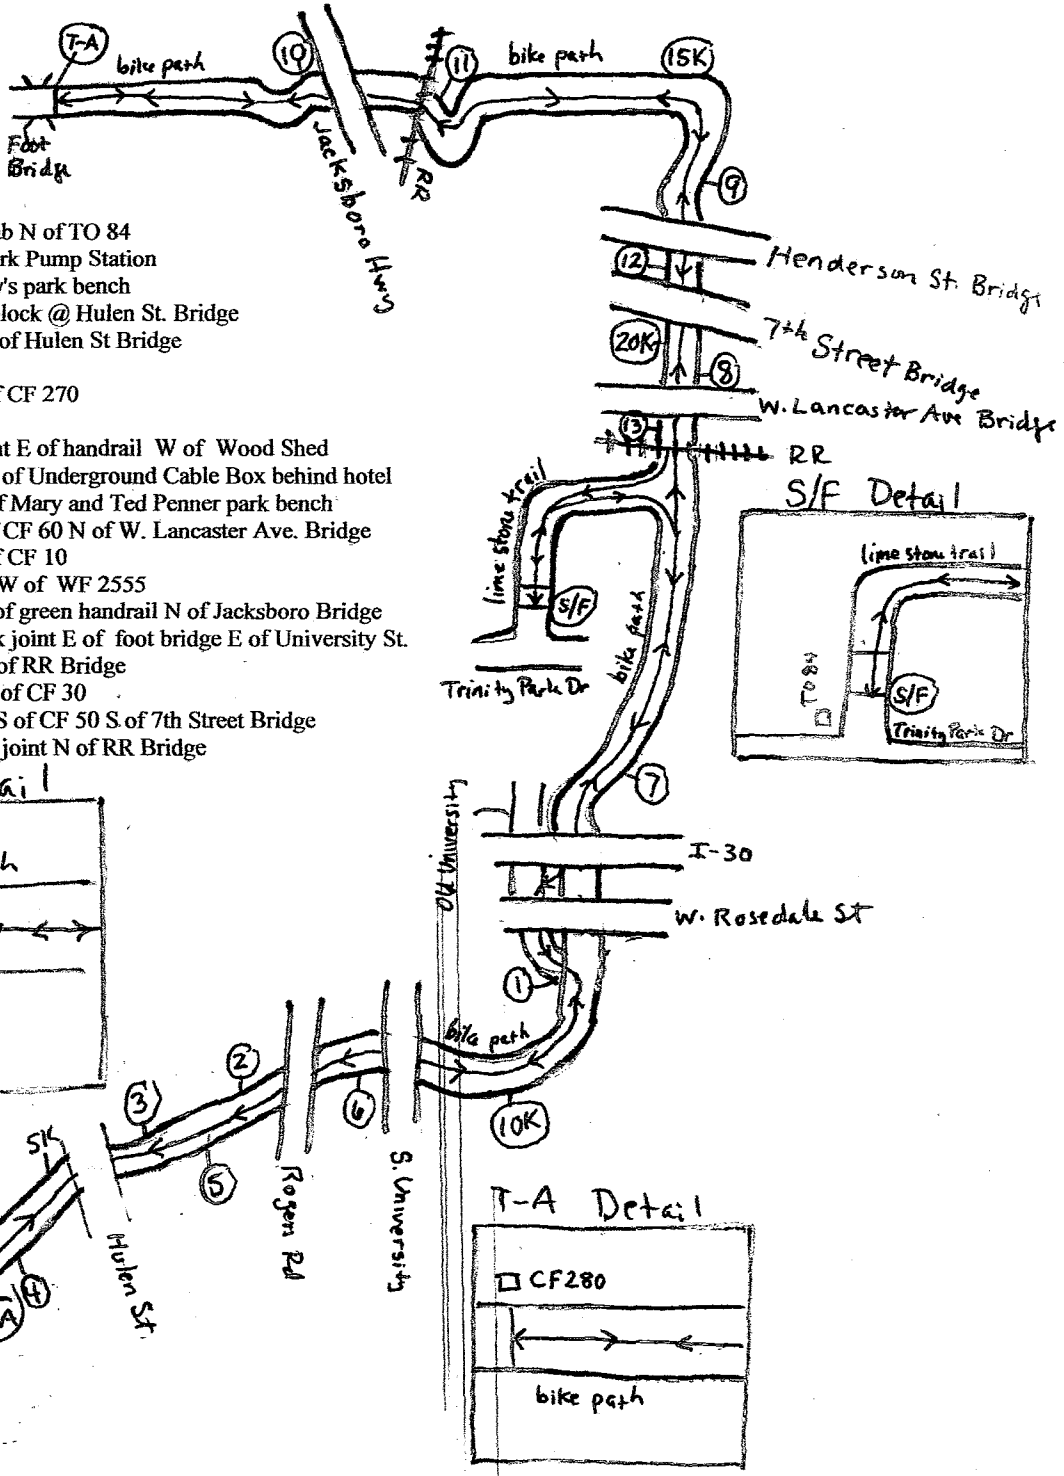 T-A
bike path
10
11
bike path
15K
Foot
Bridge
Jacksboro Hwy
RR
9
b N of TO 84
rk Pump Station
's park bench
lock @ Hulen St. Bridge
of Hulen St Bridge
CF 270
nt E of handrail W of Wood Shed
of Underground Cable Box behind hotel
f Mary and Ted Penner park bench
CF 60 N of W. Lancaster Ave. Bridge
CF 10
W of WF 2555
of green handrail N of Jacksboro Bridge
k joint E of foot bridge E of University St.
of RR Bridge
of CF 30
S of CF 50 S of 7th Street Bridge
joint N of RR Bridge
12
Henderson St. Bridge
20K
7th Street Bridge
8
W. Lancaster Ave Bridge
13
RR
lime stone trail
S/F
bike path
Trinity Park Dr
S/F Detail
lime stone trail
TO 84
S/F
Trinity Park Dr
7
Old University
I-30
W. Rosedale St
1
ail
h
bike path
2
3
6
10K
5K
5
Rogers Rd
S. University
Hulen St.
4
A
T-A Detail
CF280
bike path